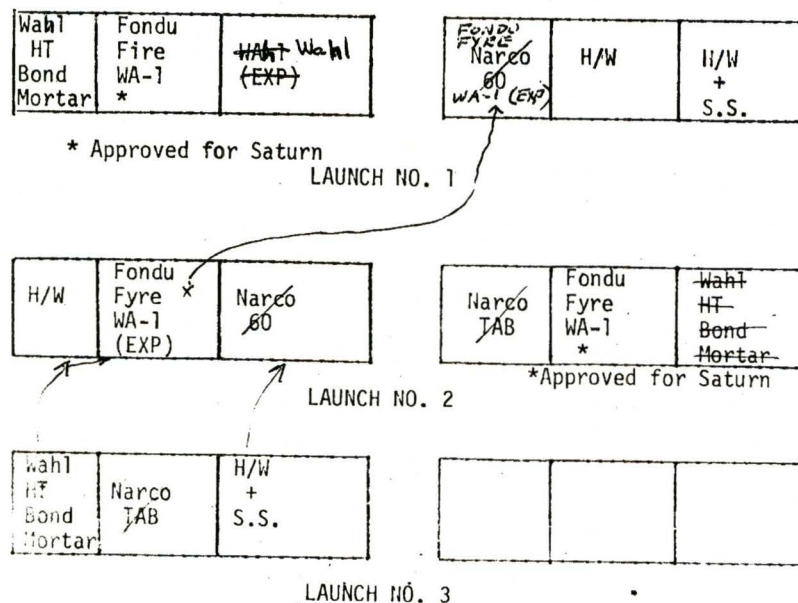 Wahl
HT
Bond
Mortar
Fondu
Fire
WA-1
*
Wahl
(EXP)
FONDU
FYRE
Narco
60
WA-1 (EXP)
H/W
H/W
+
S.S.
* Approved for Saturn
LAUNCH NO. 1
H/W
Fondu
Fyre *
WA-1
(EXP)
Narco
60
Narco
TAB
Fondu
Fyre
WA-1
*
Wahl
HT
Bond
Mortar
*Approved for Saturn
LAUNCH NO. 2
Wahl
HT
Bond
Mortar
Narco
TAB
H/W
+
S.S.
LAUNCH NO. 3